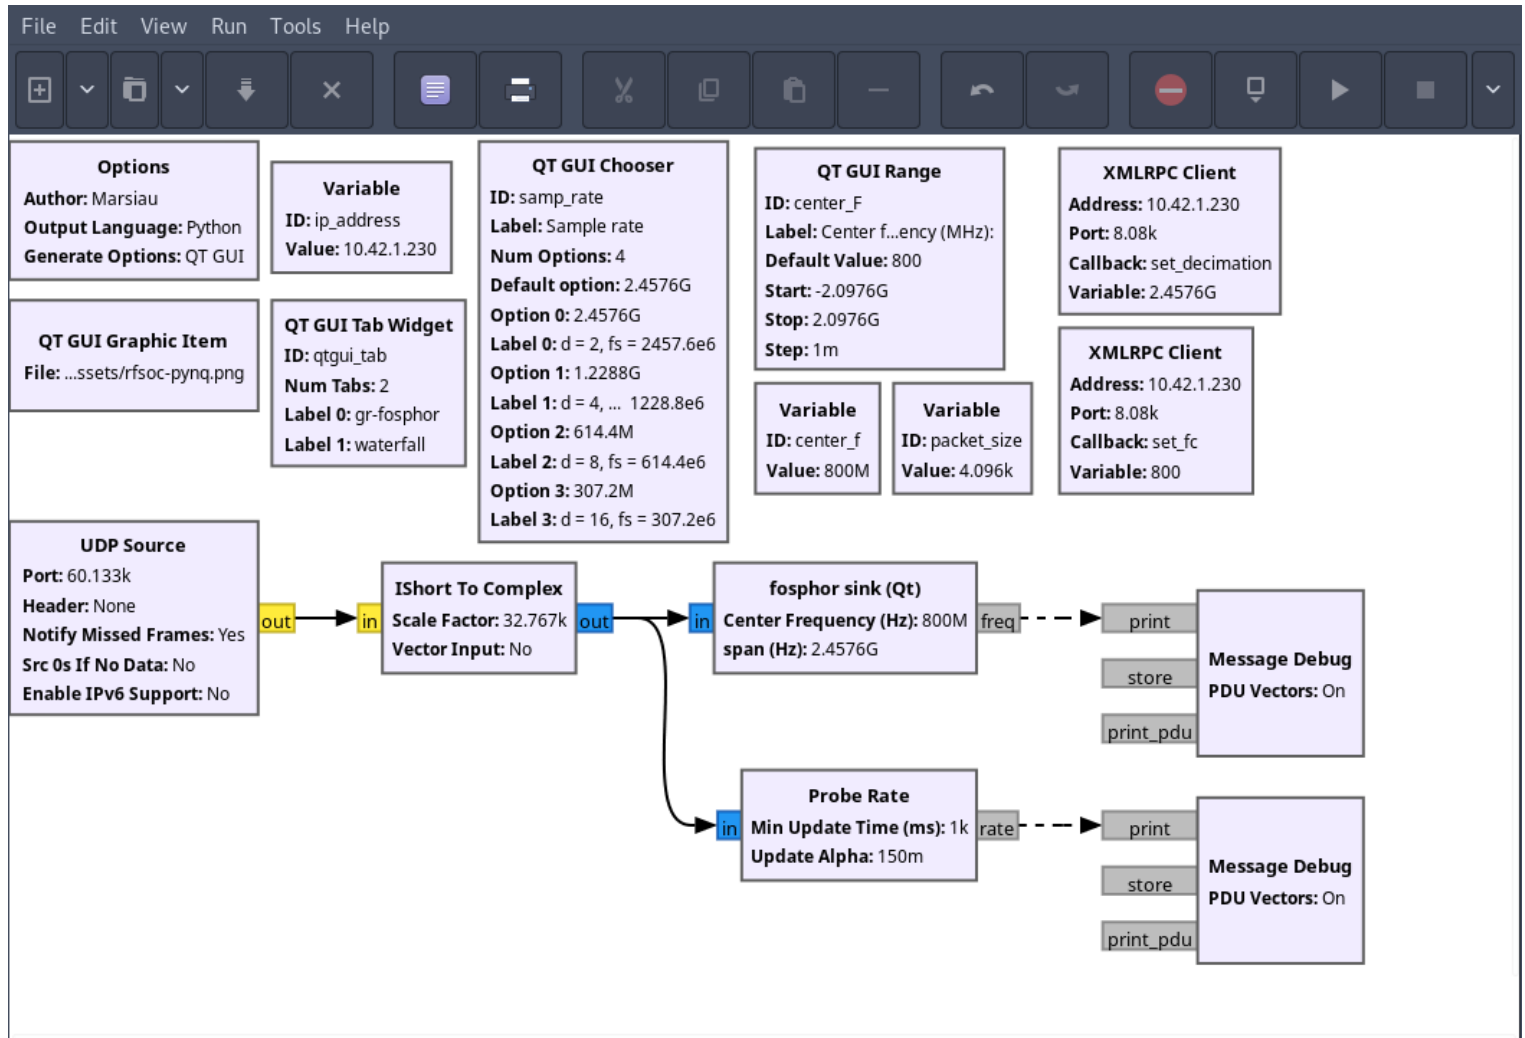 File Edit View Run Tools Help
Options
Author: Marsiau
Output Language: Python
Generate Options: QT GUI
Variable
ID: ip_address
Value: 10.42.1.230
QT GUI Chooser
ID: samp_rate
Label: Sample rate
Num Options: 4
Default option: 2.4576G
Option 0: 2.4576G
Label 0: d = 2, fs = 2457.6e6
Option 1: 1.2288G
Label 1: d = 4, ... 1228.8e6
Option 2: 614.4M
Label 2: d = 8, fs = 614.4e6
Option 3: 307.2M
Label 3: d = 16, fs = 307.2e6
QT GUI Range
ID: center_F
Label: Center f...ency (MHz):
Default Value: 800
Start: -2.0976G
Stop: 2.0976G
Step: 1m
XMLRPC Client
Address: 10.42.1.230
Port: 8.08k
Callback: set_decimation
Variable: 2.4576G
QT GUI Graphic Item
File: ...ssets/rfsoc-pynq.png
QT GUI Tab Widget
ID: qtgui_tab
Num Tabs: 2
Label 0: gr-fosphor
Label 1: waterfall
Variable
ID: center_f
Value: 800M
Variable
ID: packet_size
Value: 4.096k
XMLRPC Client
Address: 10.42.1.230
Port: 8.08k
Callback: set_fc
Variable: 800
UDP Source
Port: 60.133k
Header: None
Notify Missed Frames: Yes
Src 0s If No Data: No
Enable IPv6 Support: No
out
in
IShort To Complex
Scale Factor: 32.767k
Vector Input: No
out
in
fosphor sink (Qt)
Center Frequency (Hz): 800M
span (Hz): 2.4576G
freq
print
store
print_pdu
Message Debug
PDU Vectors: On
in
Probe Rate
Min Update Time (ms): 1k
Update Alpha: 150m
rate
print
store
print_pdu
Message Debug
PDU Vectors: On